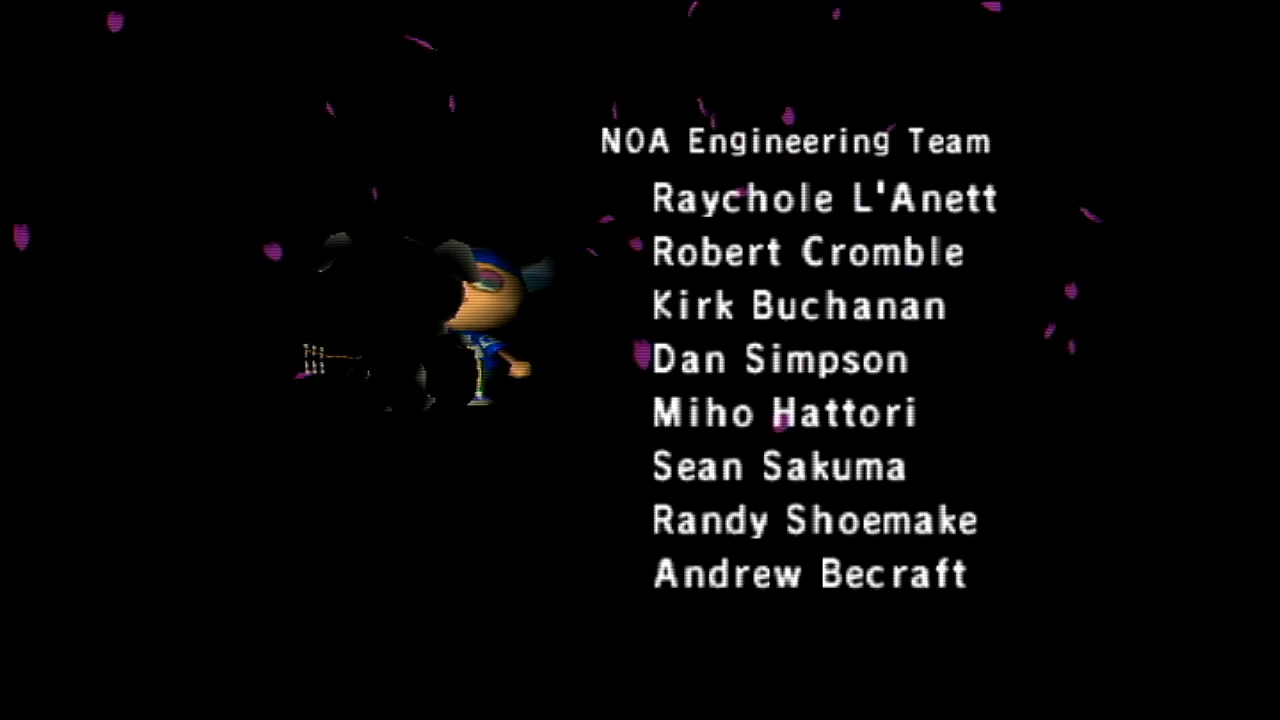 NOA Engineering Team
Raychole L'Anett
Robert Cromble
Kirk Buchanan
Dan Simpson
Miho Hattori
Sean Sakuma
Randy Shoemake
Andrew Becraft